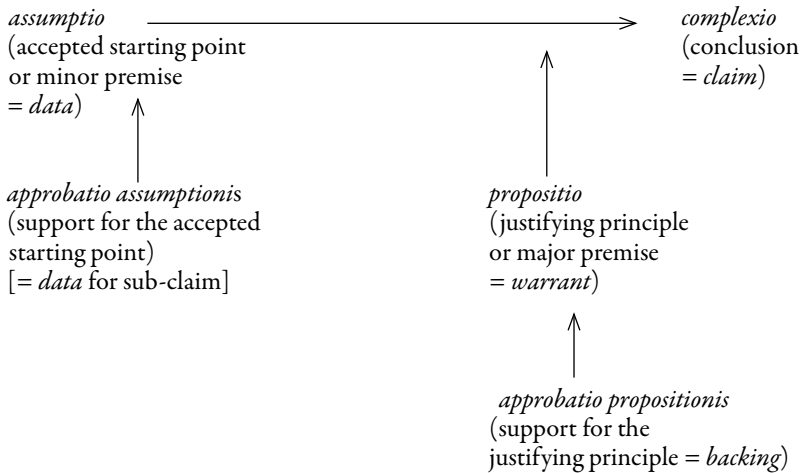 assumptio
(accepted starting point
or minor premise
= data)
complexio
(conclusion
= claim)
approbatio assumptionis
(support for the accepted
starting point)
[= data for sub-claim]
propositio
(justifying principle
or major premise
= warrant)
approbatio propositionis
(support for the
justifying principle = backing)